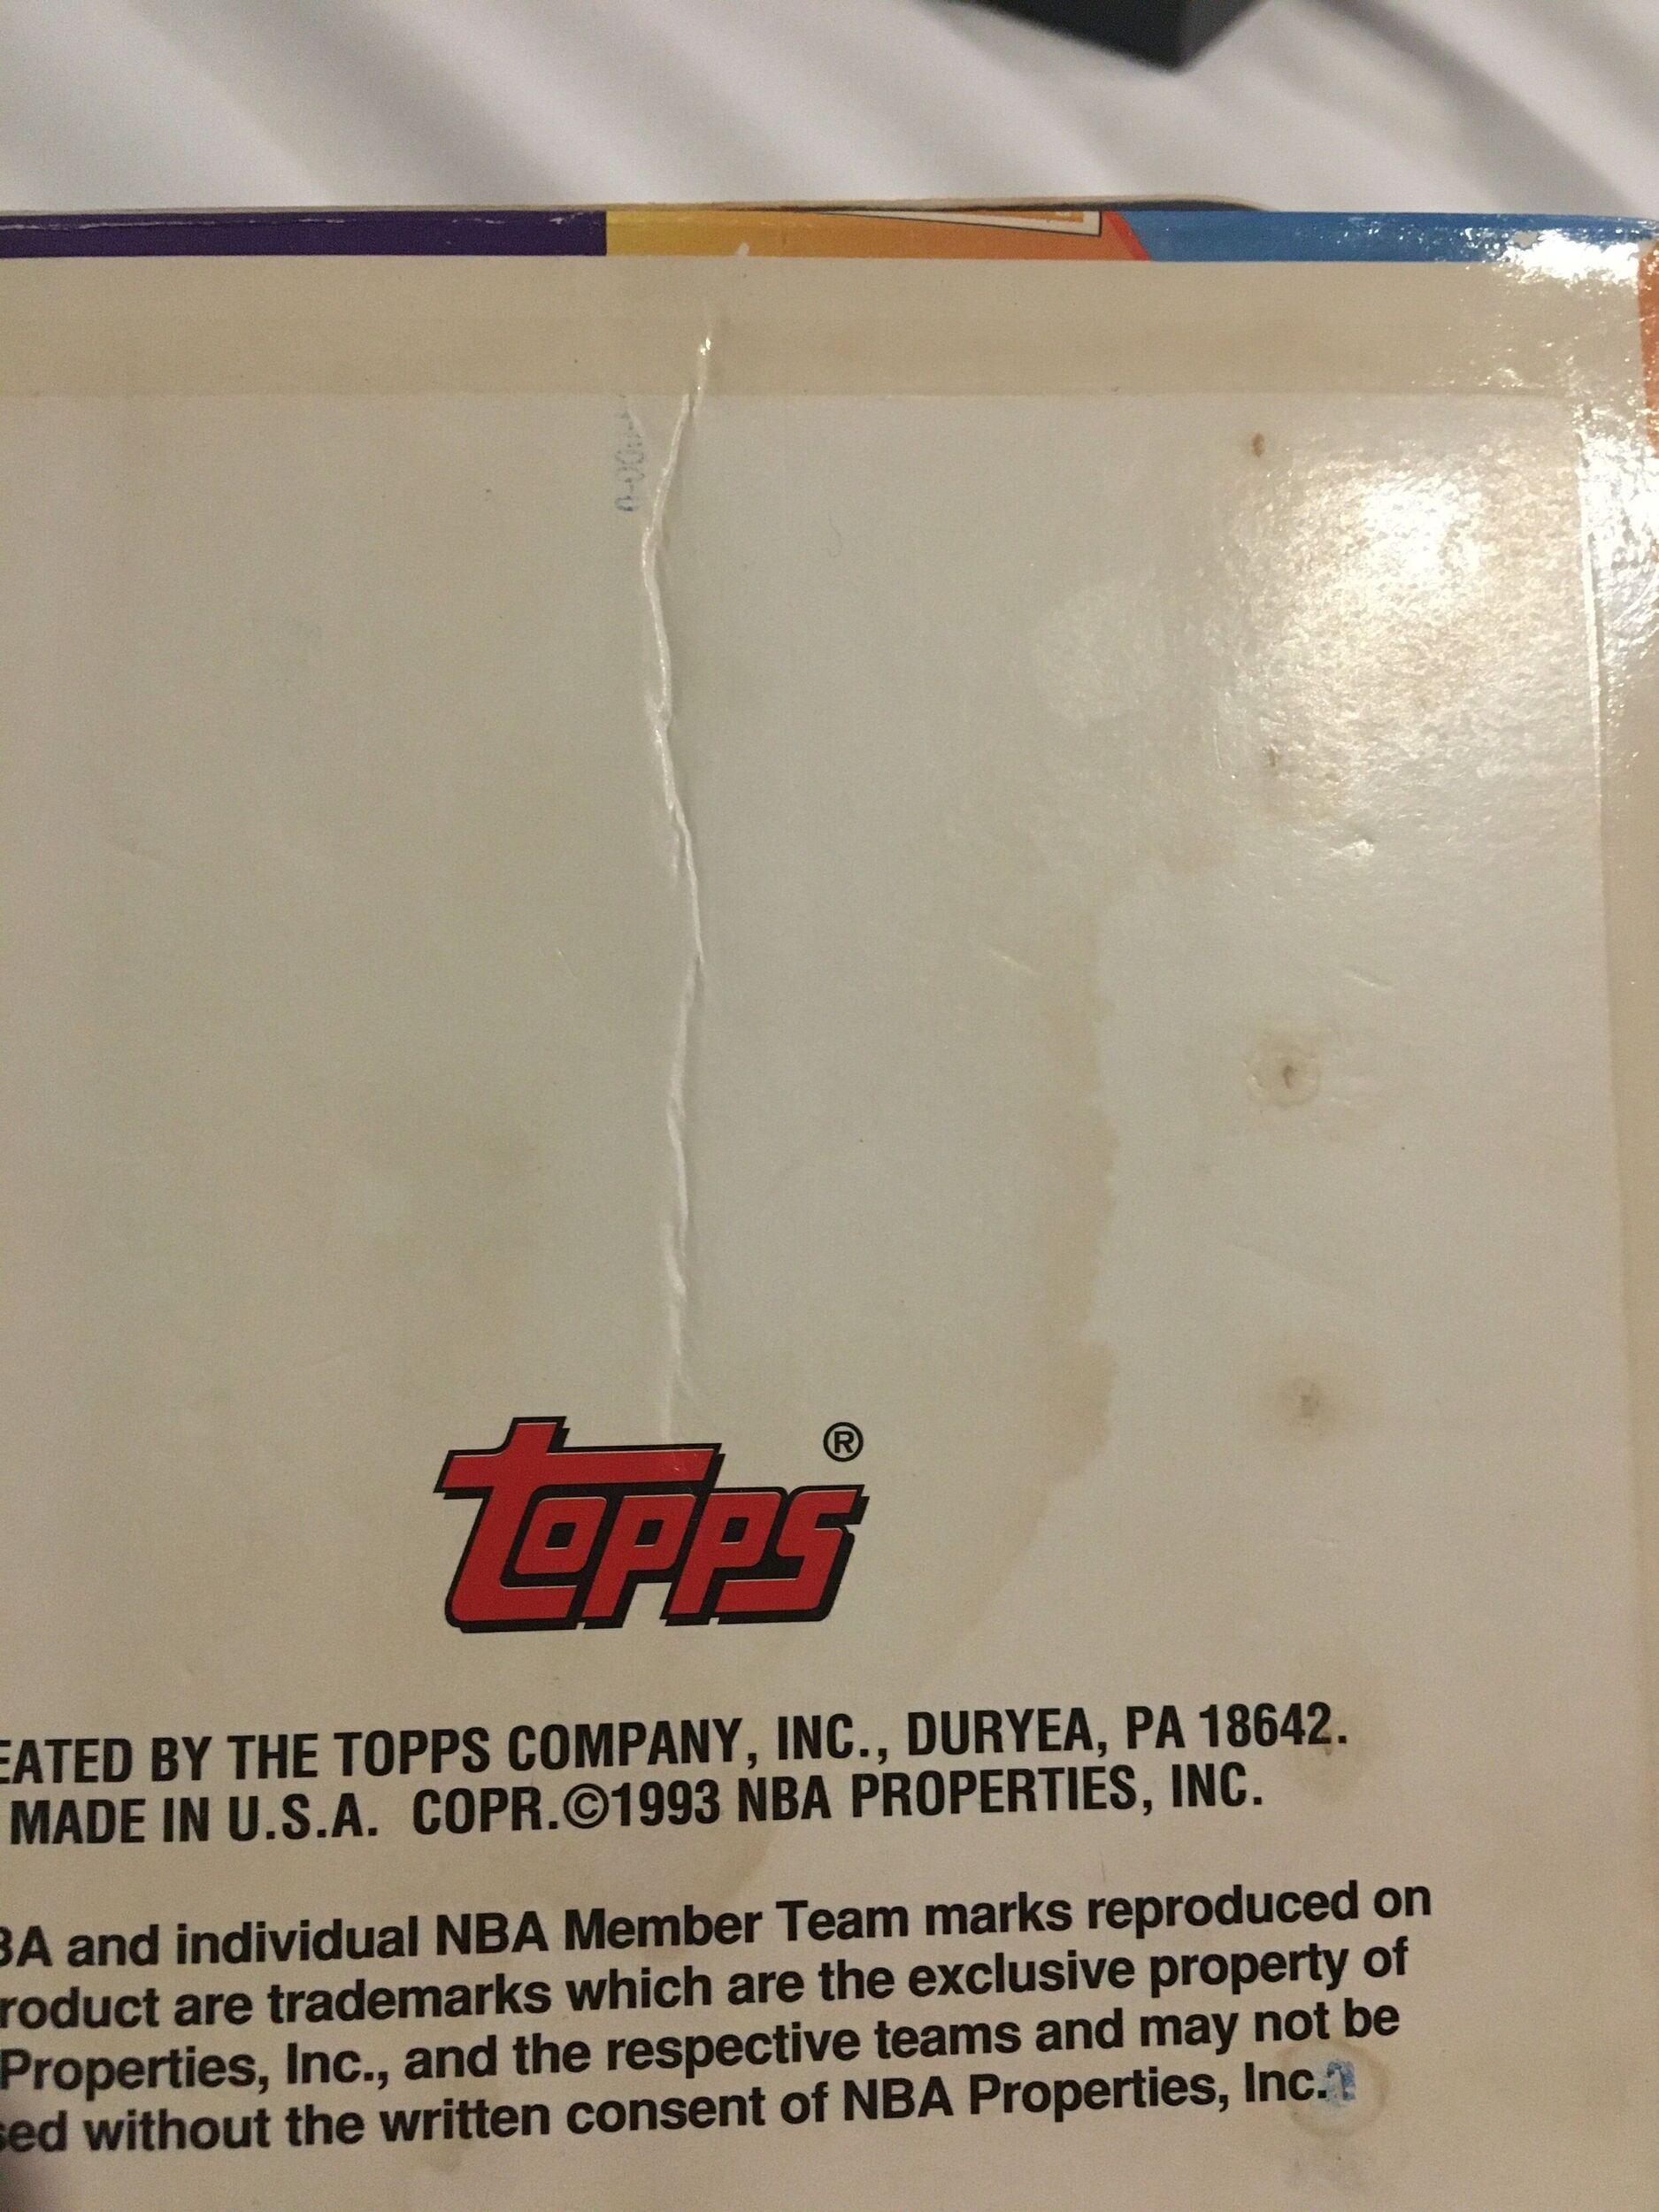 Topps ®
EATED BY THE TOPPS COMPANY, INC., DURYEA, PA 18642.
MADE IN U.S.A. COPR.©1993 NBA PROPERTIES, INC.
BA and individual NBA Member Team marks reproduced on
roduct are trademarks which are the exclusive property of
Properties, Inc., and the respective teams and may not be
sed without the written consent of NBA Properties, Inc.